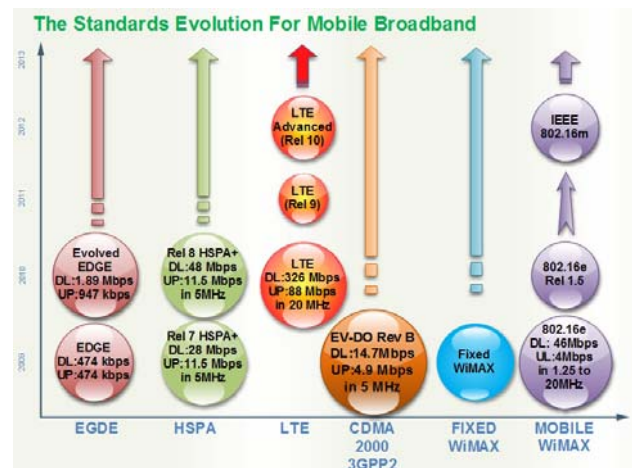 The Standards Evolution For Mobile Broadband
2013
2012
2011
2010
2009
Evolved
EDGE
DL:1.89 Mbps
UP:947 kbps
EDGE
DL:474 kbps
UP:474 kbps
Rel 8 HSPA+
DL:48 Mbps
UP:11.5 Mbps
in 5MHz
Rel 7 HSPA+
DL:28 Mbps
UP:11.5 Mbps
in 5MHz
LTE
Advanced
(Rel 10)
LTE
(Rel 9)
LTE
DL:326 Mbps
UP:88 Mbps
in 20 MHz
EV-DO Rev B
DL:14.7Mbps
UP:4.9 Mbps
in 5 MHz
Fixed
WiMAX
IEEE
802.16m
802.16e
Rel 1.5
802.16e
DL: 46Mbps
UL:4Mbps
in 1.25 to
20MHz
EGDE
HSPA
LTE
CDMA
2000
3GPP2
FIXED
WiMAX
MOBILE
WiMAX